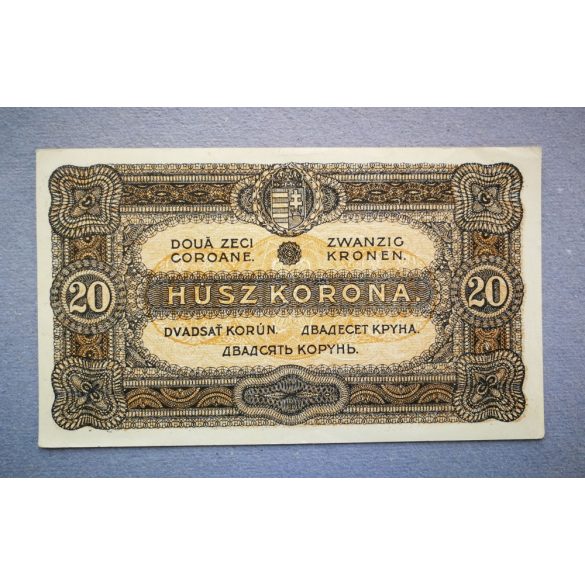 DOUĂ ZECI
COROANE.
ZWANZIG
KRONEN.
20
HUSZ KORONA.
20
DVADSAŤ KORÚN.
ДВАДЕСЕТ КРУНА.
ДВАДСЯТЬ КОРУНЬ.